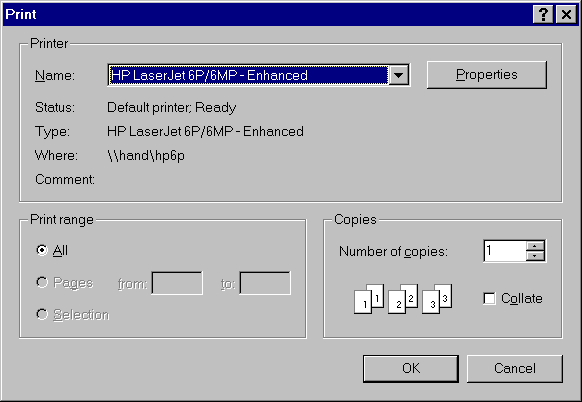 Print
Printer
Name: HP LaserJet 6P/6MP - Enhanced
Properties
Status: Default printer; Ready
Type: HP LaserJet 6P/6MP - Enhanced
Where: \\hand\hp6p
Comment:
Print range
All
Pages from: to:
Selection
Copies
Number of copies: 1
1 1 2 2 3 3
Collate
OK Cancel